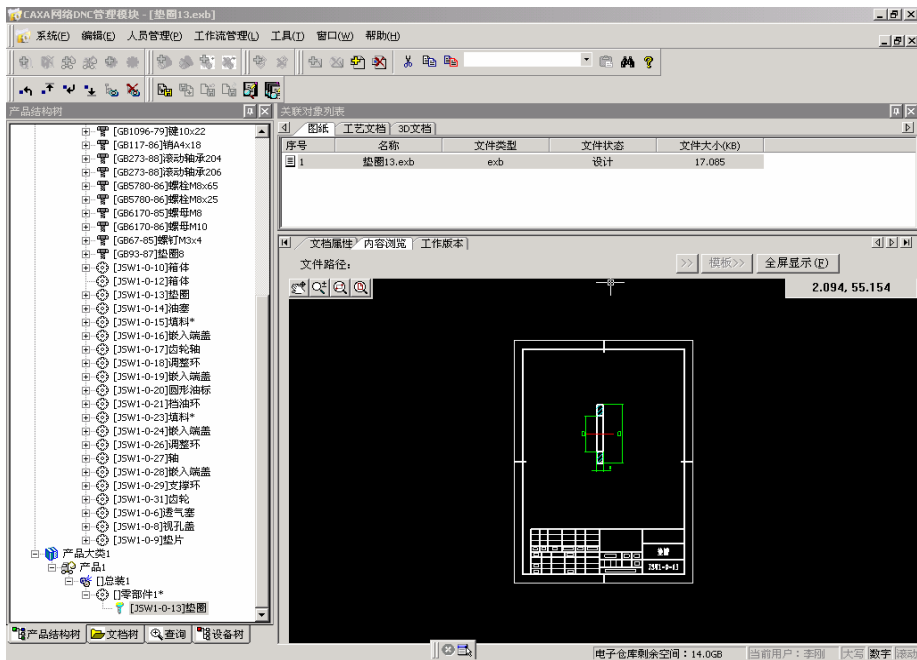 CAXA网络DNC管理模块 - [垫圈13.exb]
系统(F) 编辑(E) 人员管理(P) 工作流管理(L) 工具(T) 窗口(W) 帮助(H)
产品结构树
关联对象列表
[GB1096-79]键10x22
[GB117-86]销A4x18
[GB273-88]滚动轴承204
[GB273-88]滚动轴承206
[GB5780-86]螺栓M8x65
[GB5780-86]螺栓M8x25
[GB6170-85]螺母M8
[GB6170-86]螺母M10
[GB67-85]螺钉M3x4
[GB93-87]垫圈8
[JSW1-0-10]箱体
[JSW1-0-12]箱体
[JSW1-0-13]垫圈
[JSW1-0-14]油塞
[JSW1-0-15]填料*
[JSW1-0-16]嵌入端盖
[JSW1-0-17]齿轮轴
[JSW1-0-18]调整环
[JSW1-0-19]嵌入端盖
[JSW1-0-20]圆形油标
[JSW1-0-21]档油环
[JSW1-0-23]填料*
[JSW1-0-24]嵌入端盖
[JSW1-0-26]调整环
[JSW1-0-27]轴
[JSW1-0-28]嵌入端盖
[JSW1-0-29]支撑环
[JSW1-0-31]齿轮
[JSW1-0-6]透气塞
[JSW1-0-8]视孔盖
[JSW1-0-9]垫片
产品大类1
产品1
[]总装1
[]零部件1*
[JSW1-0-13]垫圈
产品结构树 文档树 查询 设备树
图纸 工艺文档 3D文档
序号 名称 文件类型 文件状态 文件大小(KB)
1 垫圈13.exb exb 设计 17.085
文档属性 内容浏览 工作版本
文件路径: >> 模板>> 全屏显示(F)
2.094, 55.154
垫圈
JSW1-0-13
电子仓库剩余空间：14.0GB 当前用户：李刚 大写 数字 滚动